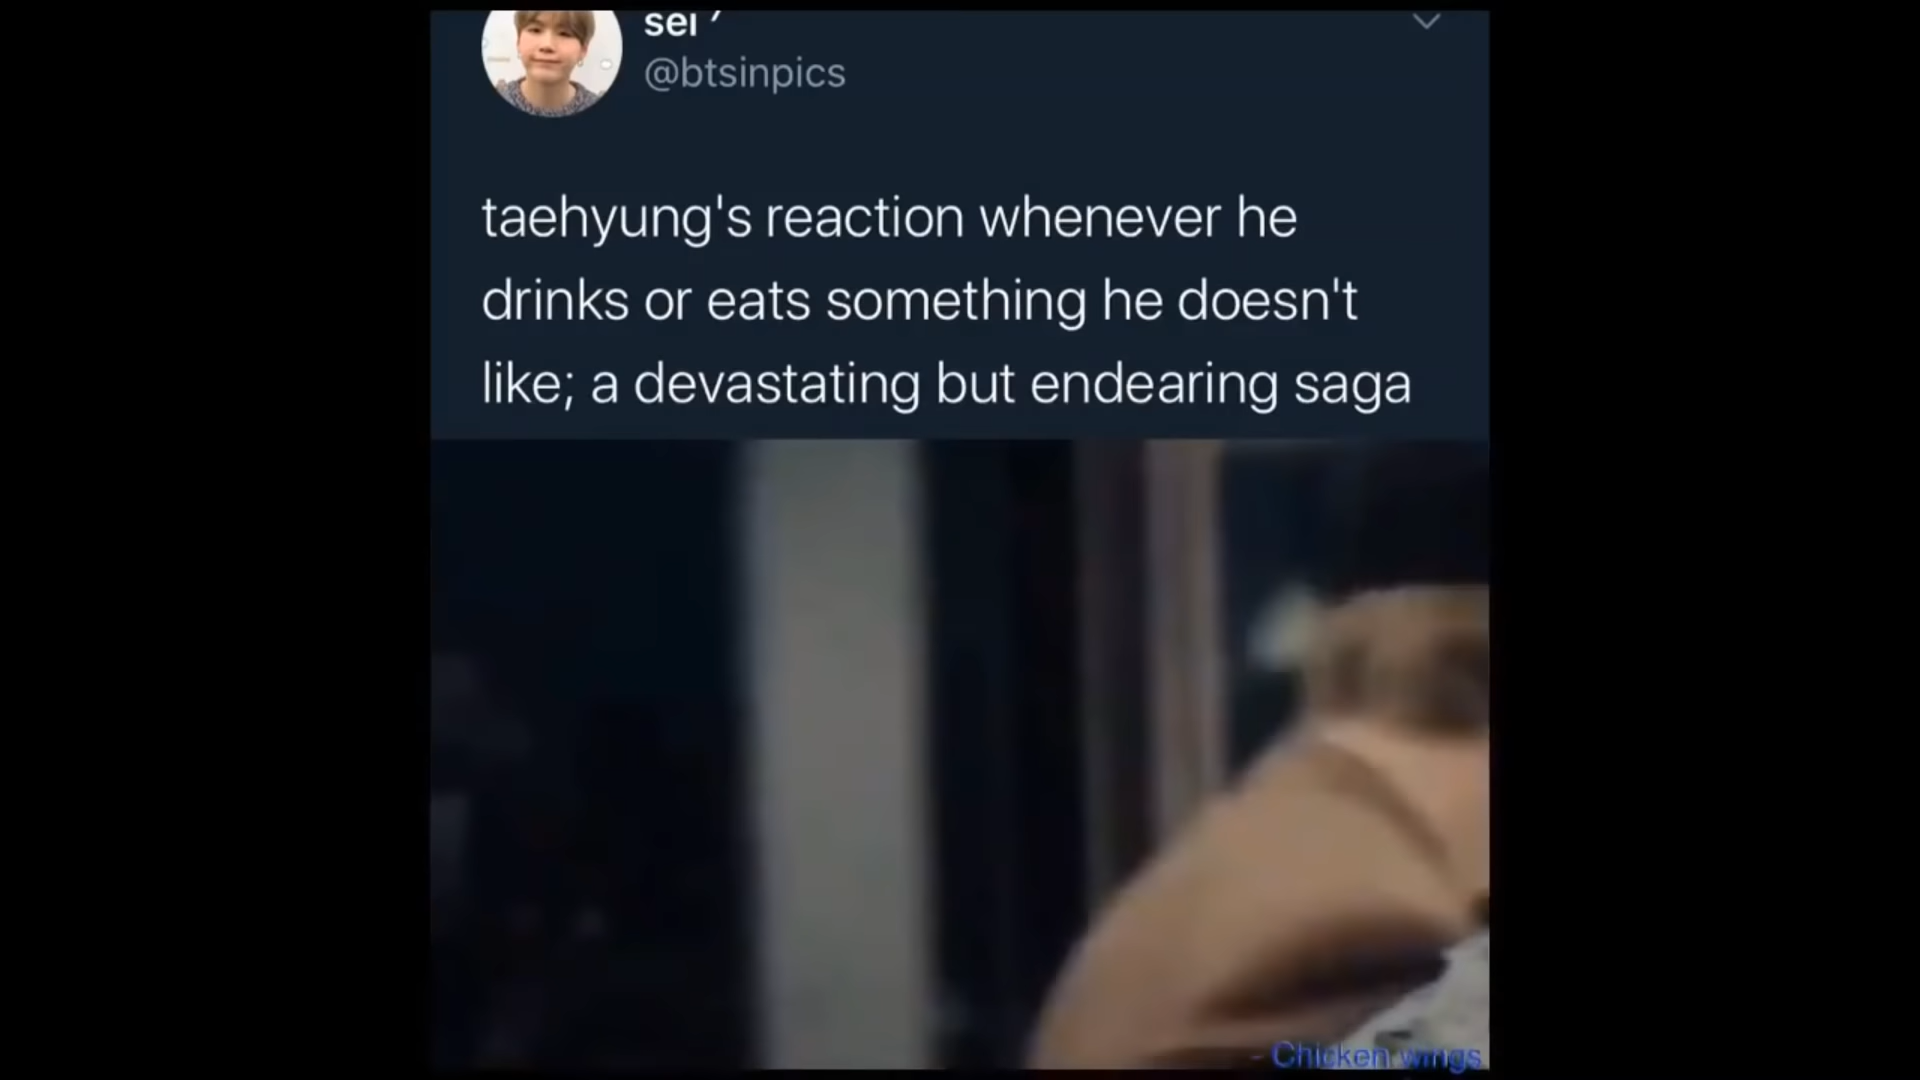 sei
@btsinpics
taehyung's reaction whenever he
drinks or eats something he doesn't
like; a devastating but endearing saga
- Chicken wings